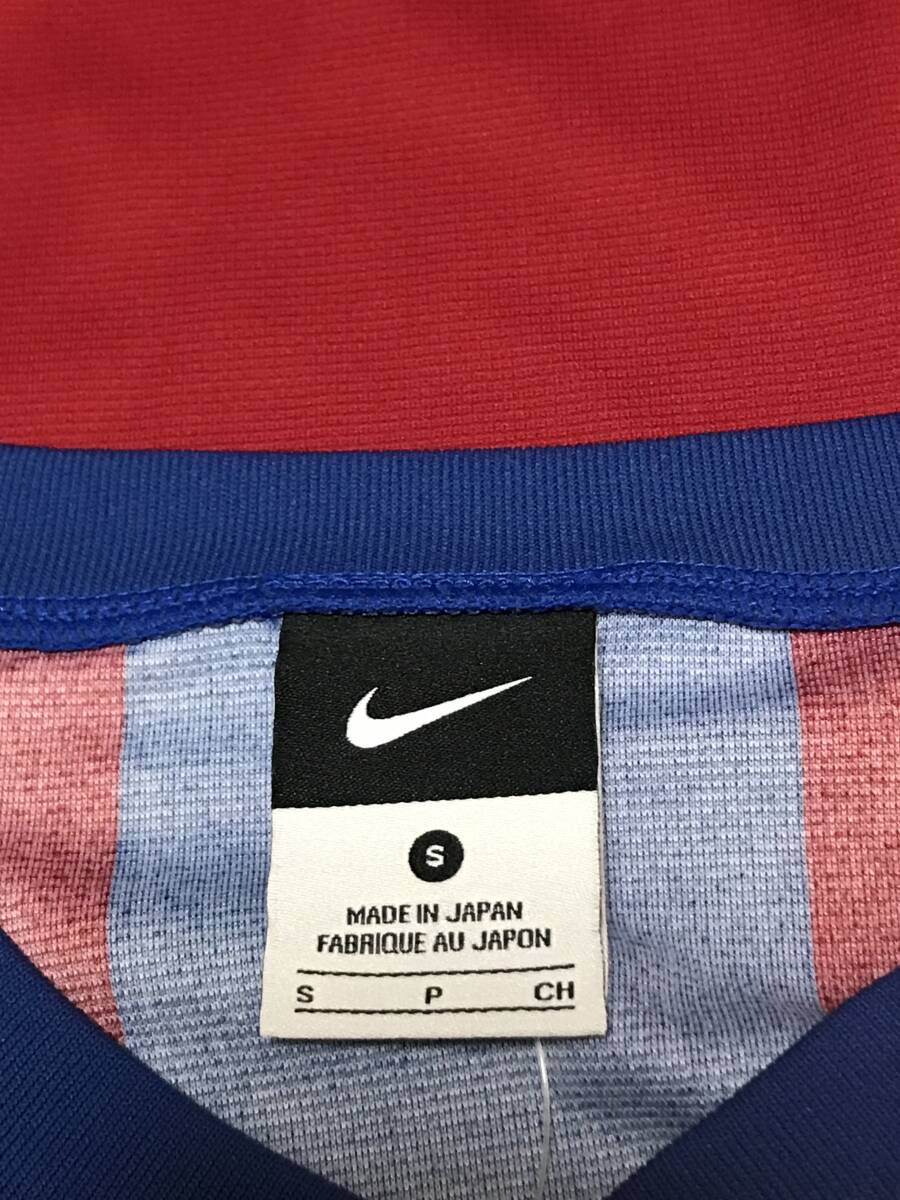 S
MADE IN JAPAN
FABRIQUE AU JAPON
S P CH